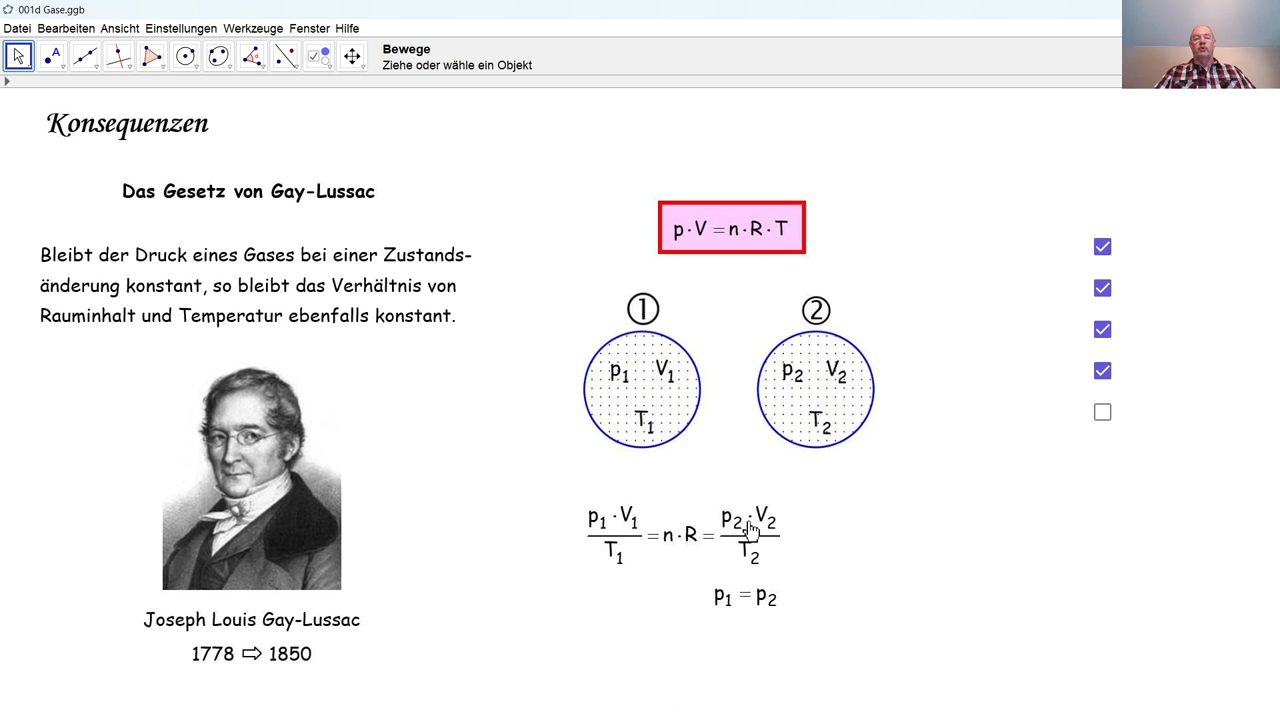 001d Gase.ggb
Datei Bearbeiten Ansicht Einstellungen Werkzeuge Fenster Hilfe
A
Bewege
Ziehe oder wähle ein Objekt
Konsequenzen
Das Gesetz von Gay-Lussac
Bleibt der Druck eines Gases bei einer Zustands-
änderung konstant, so bleibt das Verhältnis von
Rauminhalt und Temperatur ebenfalls konstant.
Joseph Louis Gay-Lussac
1778 ⇨ 1850
p · V = n · R · T
① ②
p₁ V₁ p₂ V₂
T₁ T₂
p₁ · V₁ / T₁ = n · R = p₂ · V₂ / T₂
p₁ = p₂